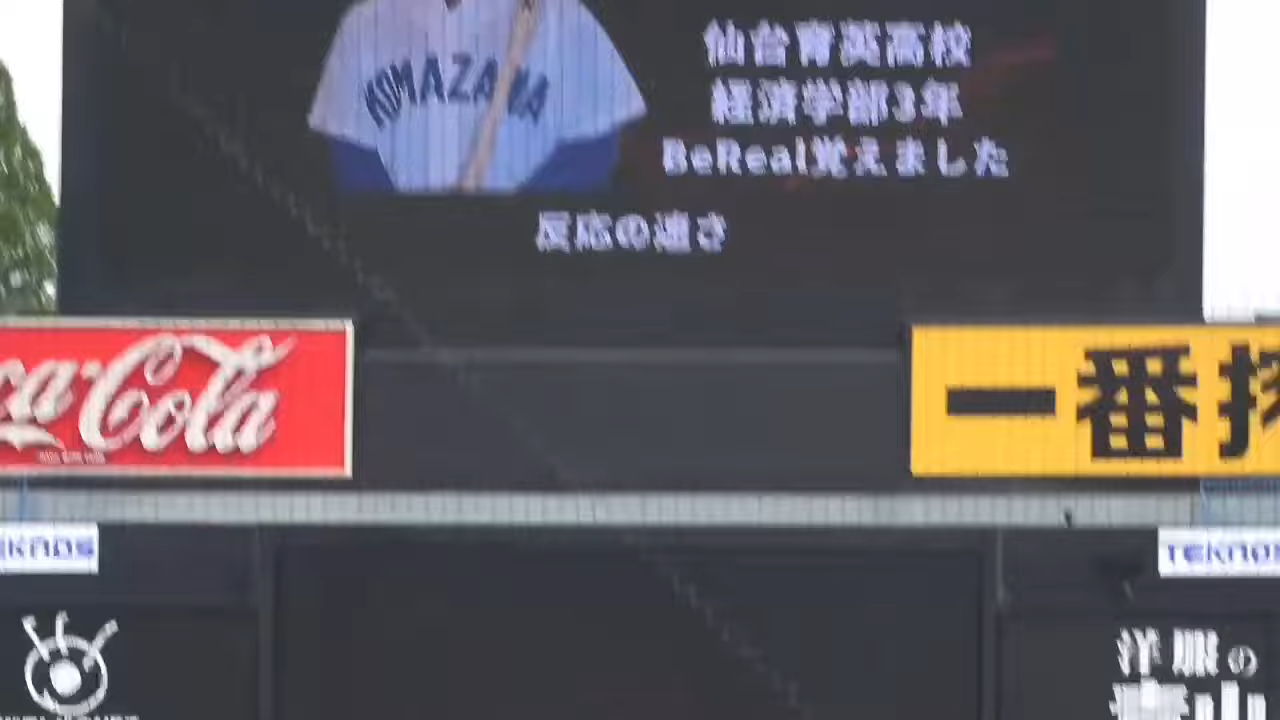 KOMAZAWA
仙台育英高校
経済学部3年
BeReal覚えました
反応の速さ
Coca-Cola
一番搾
TEKNOS
TEKNOS
洋服の
青山